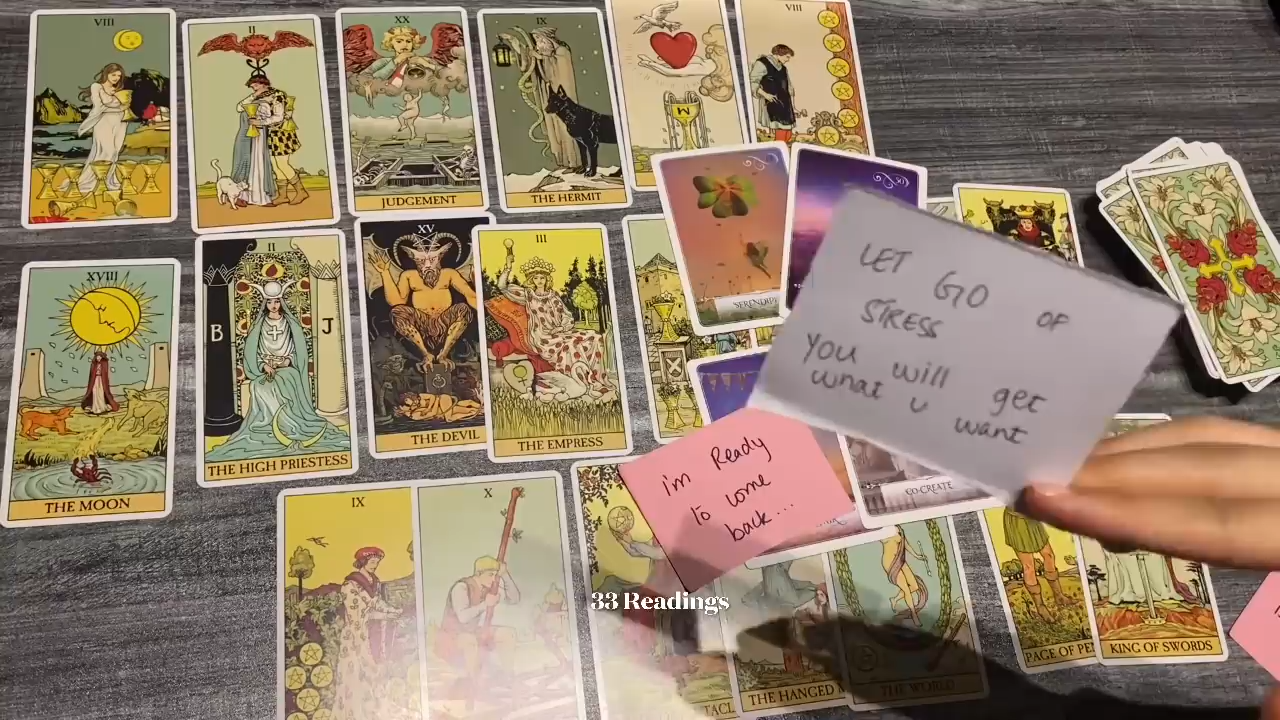 VIII
II
XX
JUDGEMENT
IX
THE HERMIT
VIII
XVIII
THE MOON
B
II
J
THE HIGH PRIESTESS
XV
THE DEVIL
III
THE EMPRESS
30
LET GO OF
STRESS
you will get
what u want
i'm Ready
to come
back...
CO-CREATE
IX
X
33 Readings
THE HANGED M
THE WORLD
PAGE OF PE
KING OF SWORDS